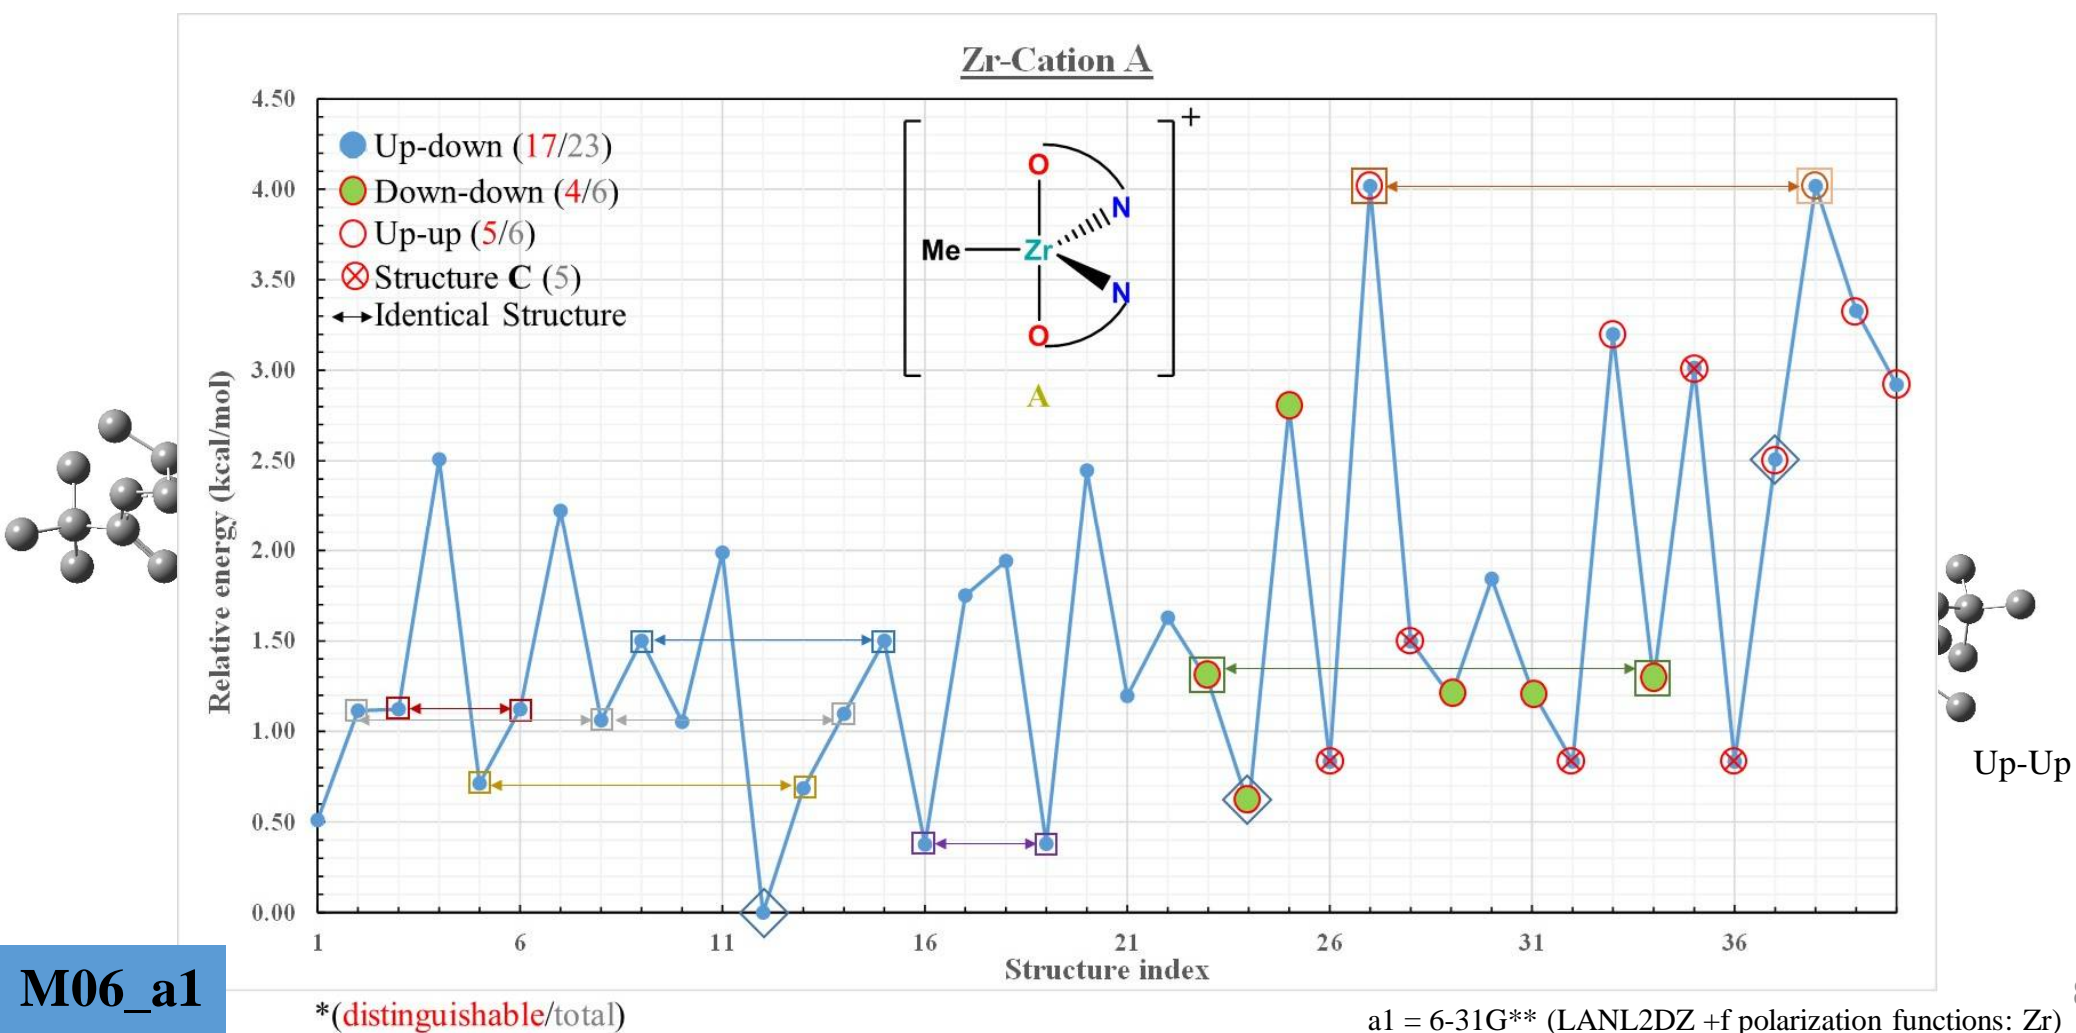 Zr-Cation A
4.50
4.00
3.50
3.00
2.50
2.00
1.50
1.00
0.50
0.00
Relative energy (kcal/mol)
Up-down (17/23)
Down-down (4/6)
Up-up (5/6)
Structure C (5)
Identical Structure
+
O
N
Me
Zr
N
O
A
1 6 11 16 21 26 31 36
Structure index
Up-Up
M06_a1
*(distinguishable/total)
a1 = 6-31G** (LANL2DZ +f polarization functions: Zr)